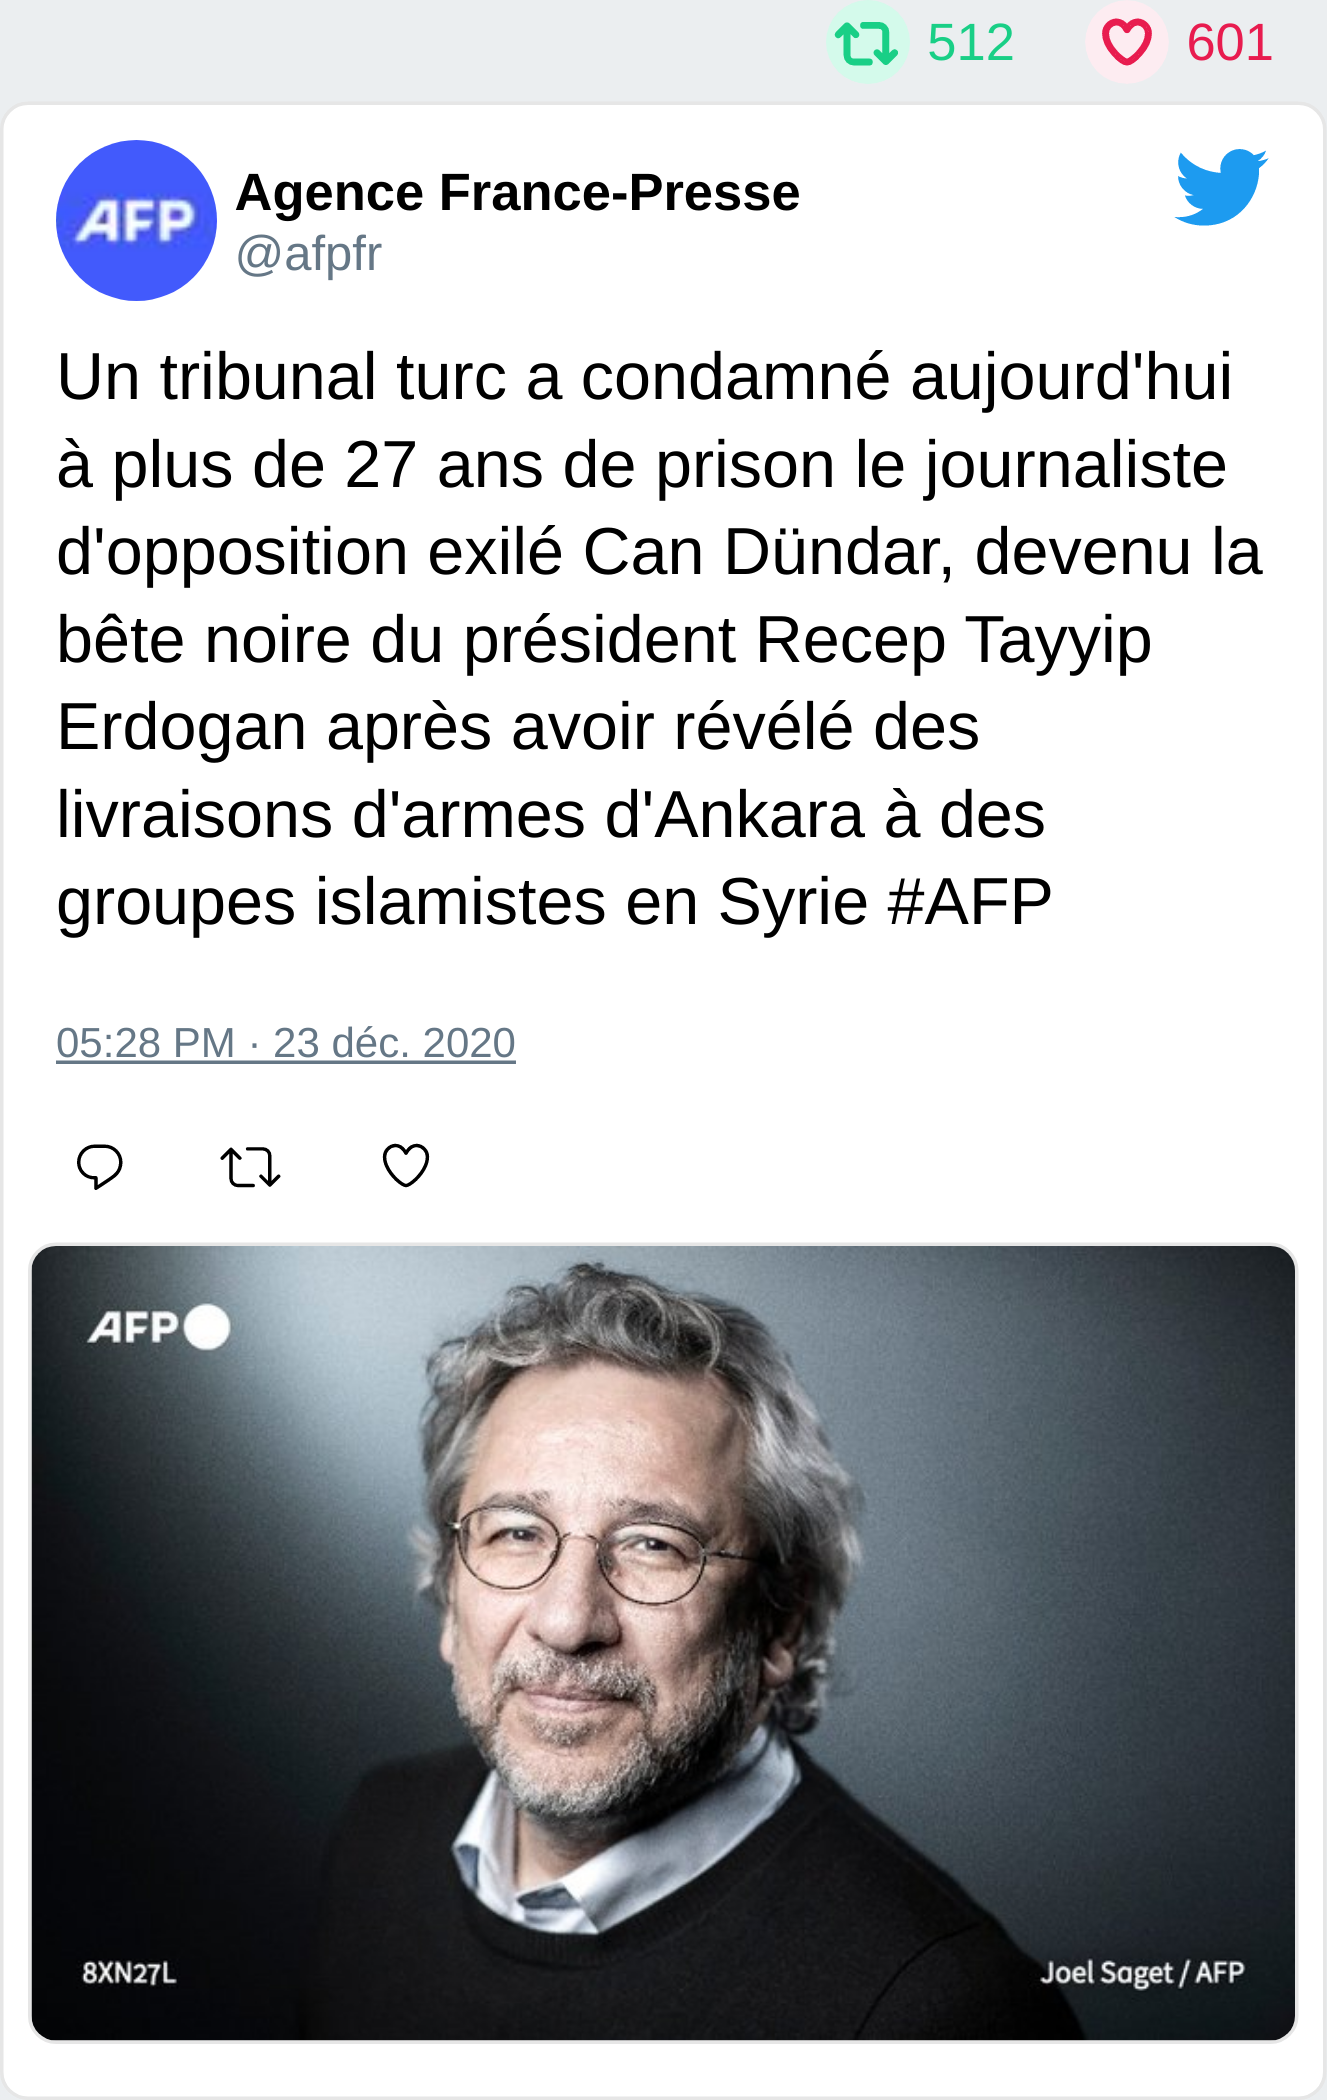 512 601
AFP
Agence France-Presse
@afpfr
Un tribunal turc a condamné aujourd'hui
à plus de 27 ans de prison le journaliste
d'opposition exilé Can Dündar, devenu la
bête noire du président Recep Tayyip
Erdogan après avoir révélé des
livraisons d'armes d'Ankara à des
groupes islamistes en Syrie #AFP
05:28 PM · 23 déc. 2020
AFP
8XN27L
Joel Saget / AFP